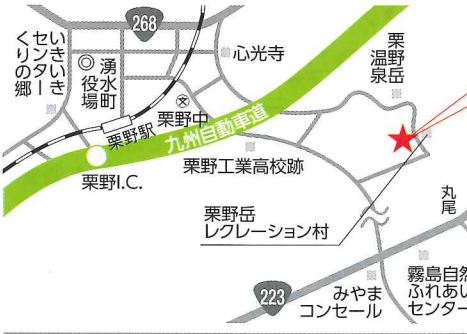 268
いきいき
センター
くりの郷
湧水町
役場
心光寺
栗野岳
温泉
栗野中
栗野駅
九州自動車道
栗野I.C.
栗野工業高校跡
栗野岳
レクレーション村
丸尾
223
みやま
コンセール
霧島自然
ふれあい
センター